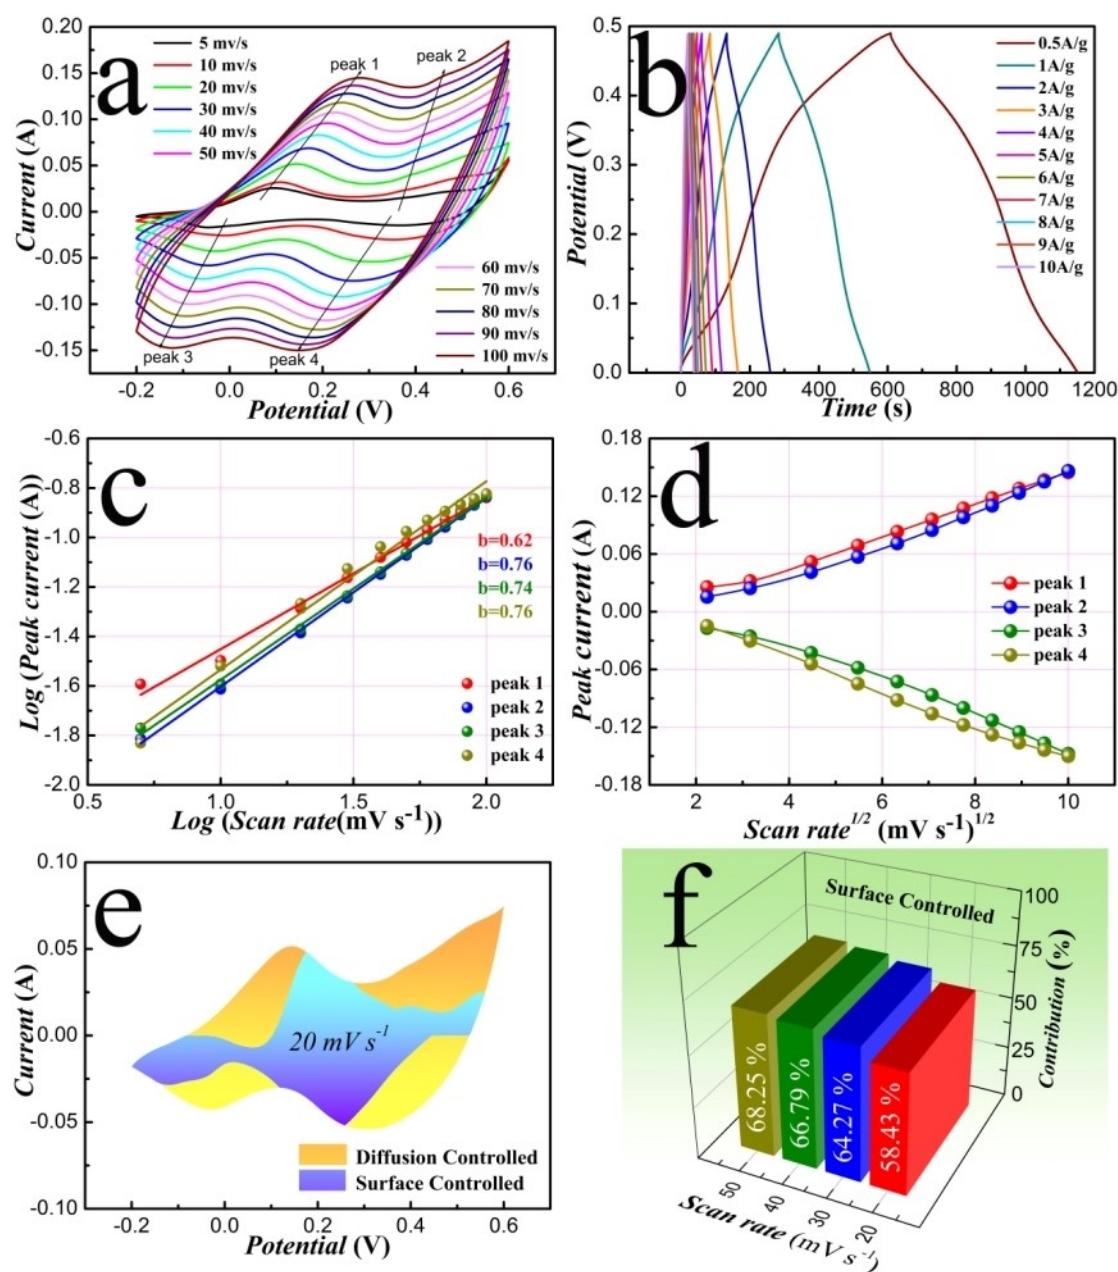 a
0.20
0.15
0.10
0.05
0.00
-0.05
-0.10
-0.15
Current (A)
5 mv/s
10 mv/s
20 mv/s
30 mv/s
40 mv/s
50 mv/s
peak 1
peak 2
60 mv/s
70 mv/s
80 mv/s
90 mv/s
100 mv/s
peak 3
peak 4
-0.2 0.0 0.2 0.4 0.6
Potential (V)
b
0.5
0.4
0.3
0.2
0.1
0.0
Potential (V)
0.5A/g
1A/g
2A/g
3A/g
4A/g
5A/g
6A/g
7A/g
8A/g
9A/g
10A/g
0 200 400 600 800 1000 1200
Time (s)
c
-0.6
-0.8
-1.0
-1.2
-1.4
-1.6
-1.8
-2.0
Log (Peak current (A))
b=0.62
b=0.76
b=0.74
b=0.76
peak 1
peak 2
peak 3
peak 4
0.5 1.0 1.5 2.0
Log (Scan rate(mV s⁻¹))
d
0.18
0.12
0.06
0.00
-0.06
-0.12
-0.18
Peak current (A)
peak 1
peak 2
peak 3
peak 4
2 4 6 8 10
Scan rate^1/2 (mV s⁻¹)^1/2
e
0.10
0.05
0.00
-0.05
-0.10
Current (A)
20 mV s⁻¹
Diffusion Controlled
Surface Controlled
-0.2 0.0 0.2 0.4 0.6
Potential (V)
f
Surface Controlled
100
75
50
25
0
Contribution (%)
68.25 %
66.79 %
64.27 %
58.43 %
50
40
30
20
Scan rate (mV s⁻¹)